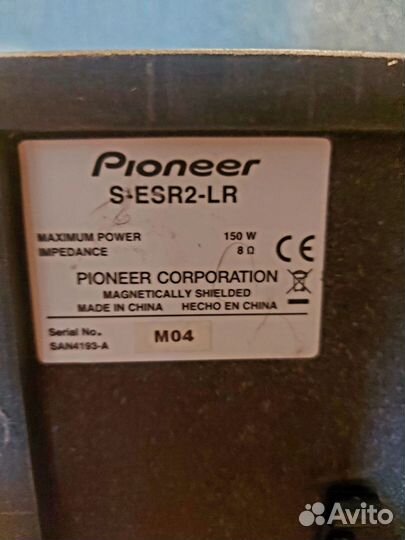 Pioneer
S-ESR2-LR
MAXIMUM POWER 150 W
IMPEDANCE 8 Ω
CE
PIONEER CORPORATION
MAGNETICALLY SHIELDED
MADE IN CHINA HECHO EN CHINA
Serial No. M04
SAN4193-A
Avito